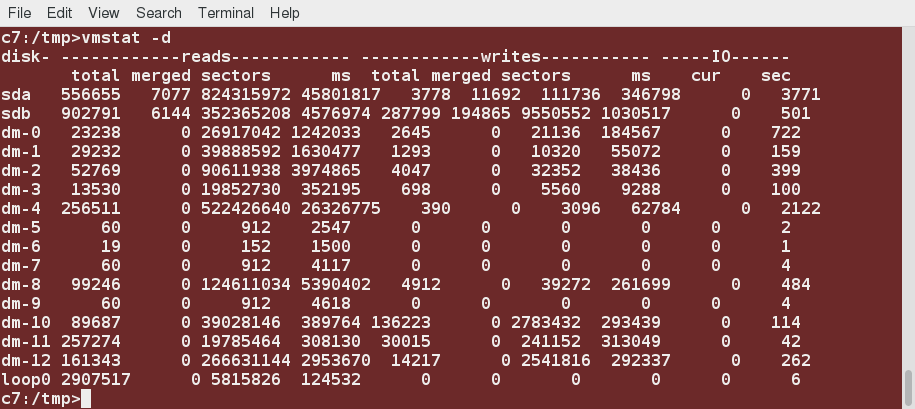 File Edit View Search Terminal Help
c7:/tmp>vmstat -d
disk- ------------reads------------ ------------writes----------- -----IO------
       total merged sectors      ms  total merged sectors      ms    cur    sec
sda   556655   7077 824315972 45801817   3778  11692  111736  346798      0   3771
sdb   902791   6144 352365208 4576974 287799 194865 9550552 1030517      0    501
dm-0   23238      0 26917042 1242033   2645      0   21136  184567      0    722
dm-1   29232      0 39888592 1630477   1293      0   10320   55072      0    159
dm-2   52769      0 90611938 3974865   4047      0   32352   38436      0    399
dm-3   13530      0 19852730  352195    698      0    5560    9288      0    100
dm-4  256511      0 522426640 26326775    390      0    3096   62784      0   2122
dm-5      60      0     912    2547      0      0       0       0      0      2
dm-6      19      0     152    1500      0      0       0       0      0      1
dm-7      60      0     912    4117      0      0       0       0      0      4
dm-8   99246      0 124611034 5390402   4912      0   39272  261699      0    484
dm-9      60      0     912    4618      0      0       0       0      0      4
dm-10  89687      0 39028146  389764 136223      0 2783432  293439      0    114
dm-11 257274      0 19785464  308130  30015      0  241152  313049      0     42
dm-12 161343      0 266631144 2953670  14217      0 2541816  292337      0    262
loop0 2907517      0 5815826  124532      0      0       0       0      0      6
c7:/tmp>